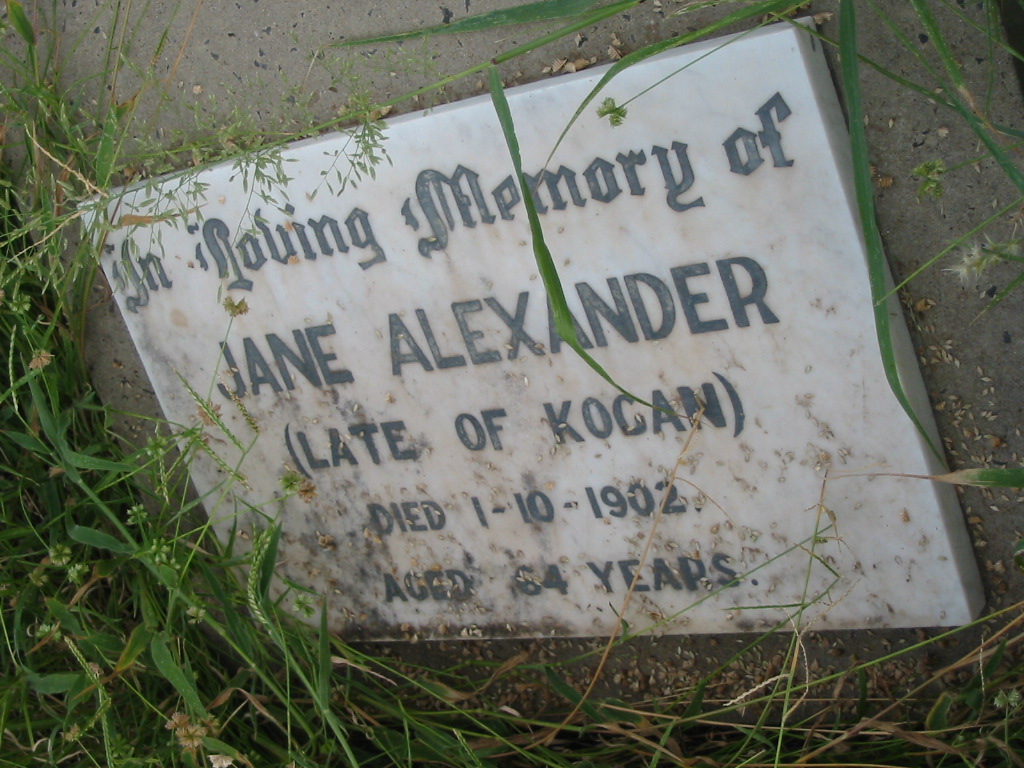 In Loving Memory of
JANE ALEXANDER
(LATE OF KOGAN)
DIED 1-10-1902.
AGED 64 YEARS.